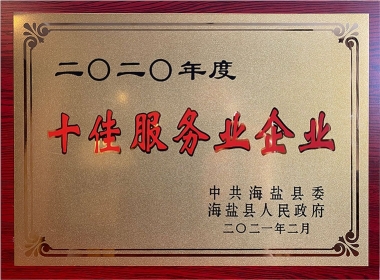 二〇二〇年度
十佳服务业企业
中共海盐县委
海盐县人民政府
二〇二一年二月